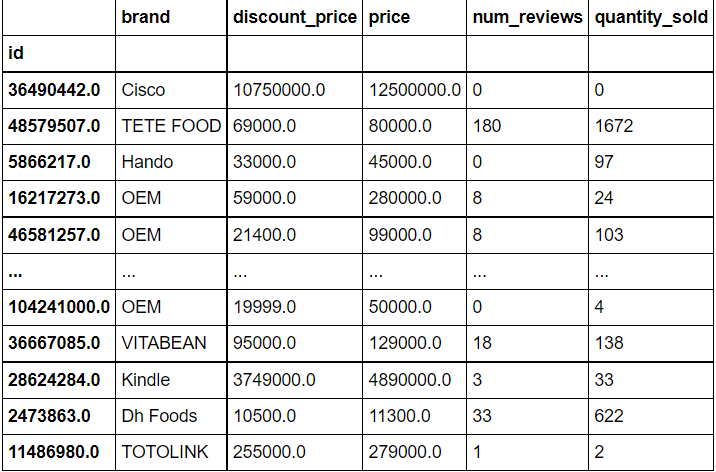 brand discount_price price num_reviews quantity_sold
id
36490442.0 Cisco 10750000.0 12500000.0 0 0
48579507.0 TETE FOOD 69000.0 80000.0 180 1672
5866217.0 Hando 33000.0 45000.0 0 97
16217273.0 OEM 59000.0 280000.0 8 24
46581257.0 OEM 21400.0 99000.0 8 103
... ... ... ... ... ...
104241000.0 OEM 19999.0 50000.0 0 4
36667085.0 VITABEAN 95000.0 129000.0 18 138
28624284.0 Kindle 3749000.0 4890000.0 3 33
2473863.0 Dh Foods 10500.0 11300.0 33 622
11486980.0 TOTOLINK 255000.0 279000.0 1 2